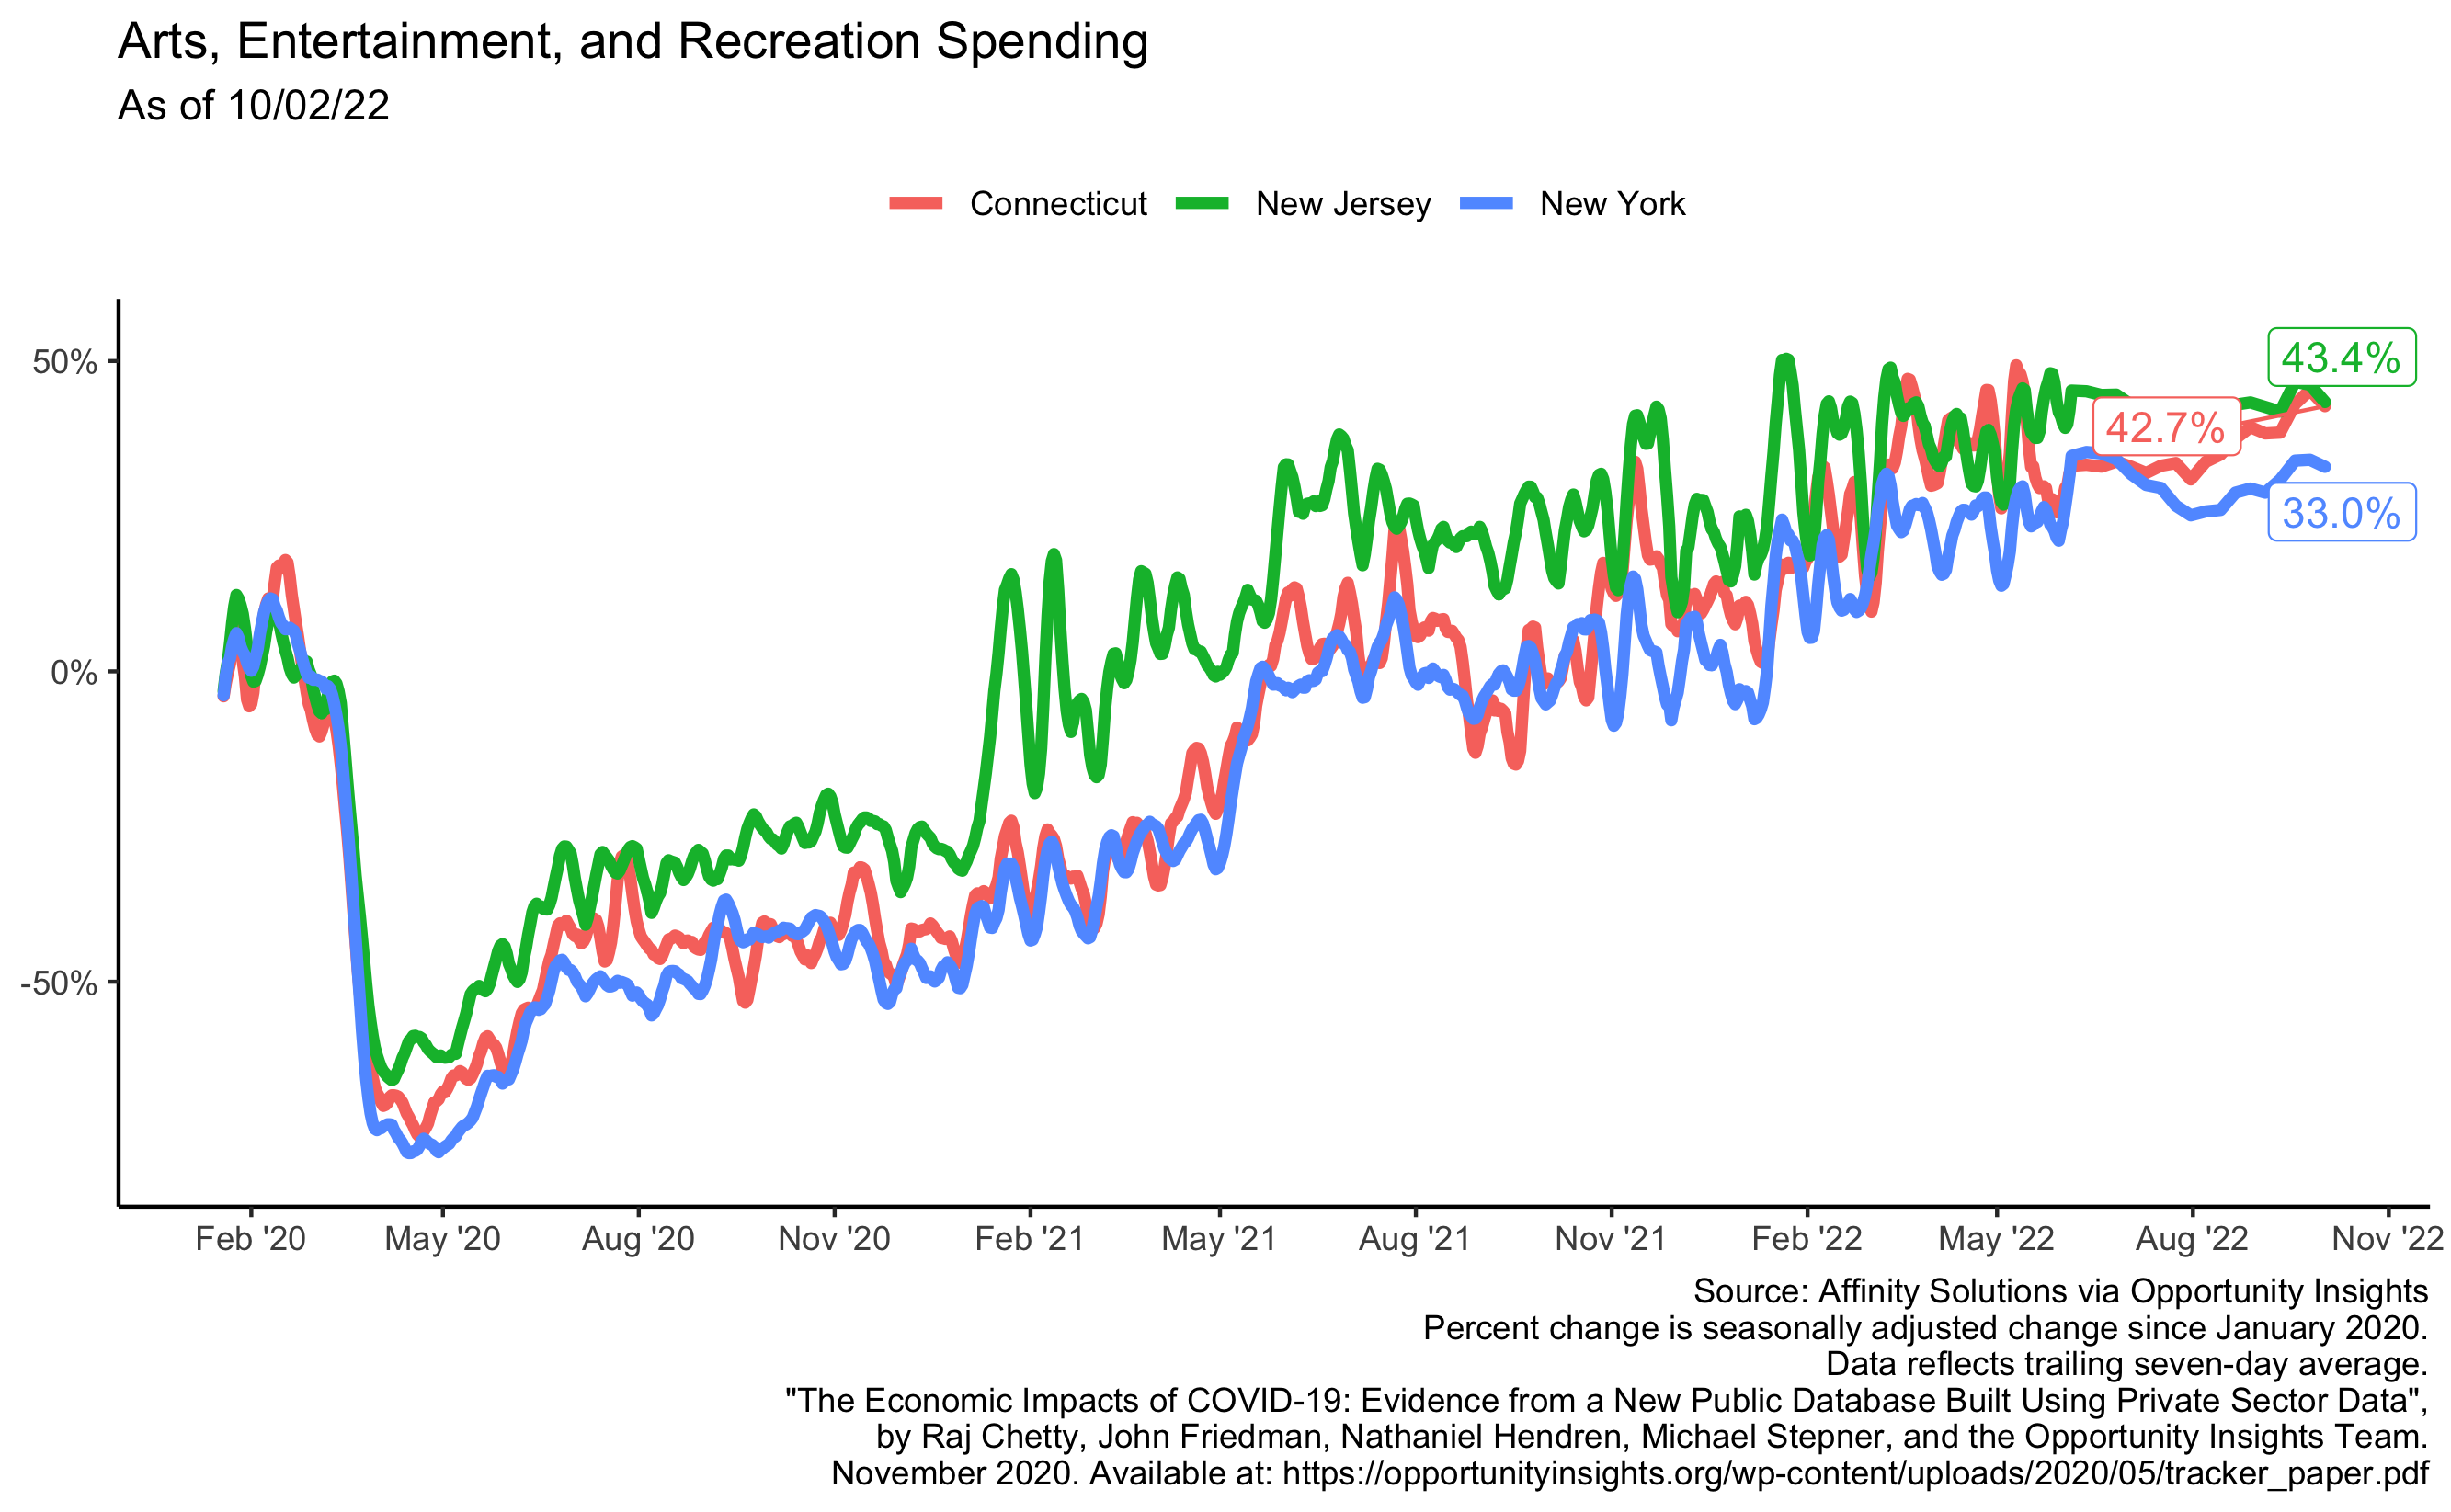 Arts, Entertainment, and Recreation Spending
As of 10/02/22
Connecticut New Jersey New York
50%
0%
-50%
43.4%
42.7%
33.0%
Feb '20 May '20 Aug '20 Nov '20 Feb '21 May '21 Aug '21 Nov '21 Feb '22 May '22 Aug '22 Nov '22
Source: Affinity Solutions via Opportunity Insights
Percent change is seasonally adjusted change since January 2020.
Data reflects trailing seven-day average.
"The Economic Impacts of COVID-19: Evidence from a New Public Database Built Using Private Sector Data",
by Raj Chetty, John Friedman, Nathaniel Hendren, Michael Stepner, and the Opportunity Insights Team.
November 2020. Available at: https://opportunityinsights.org/wp-content/uploads/2020/05/tracker_paper.pdf